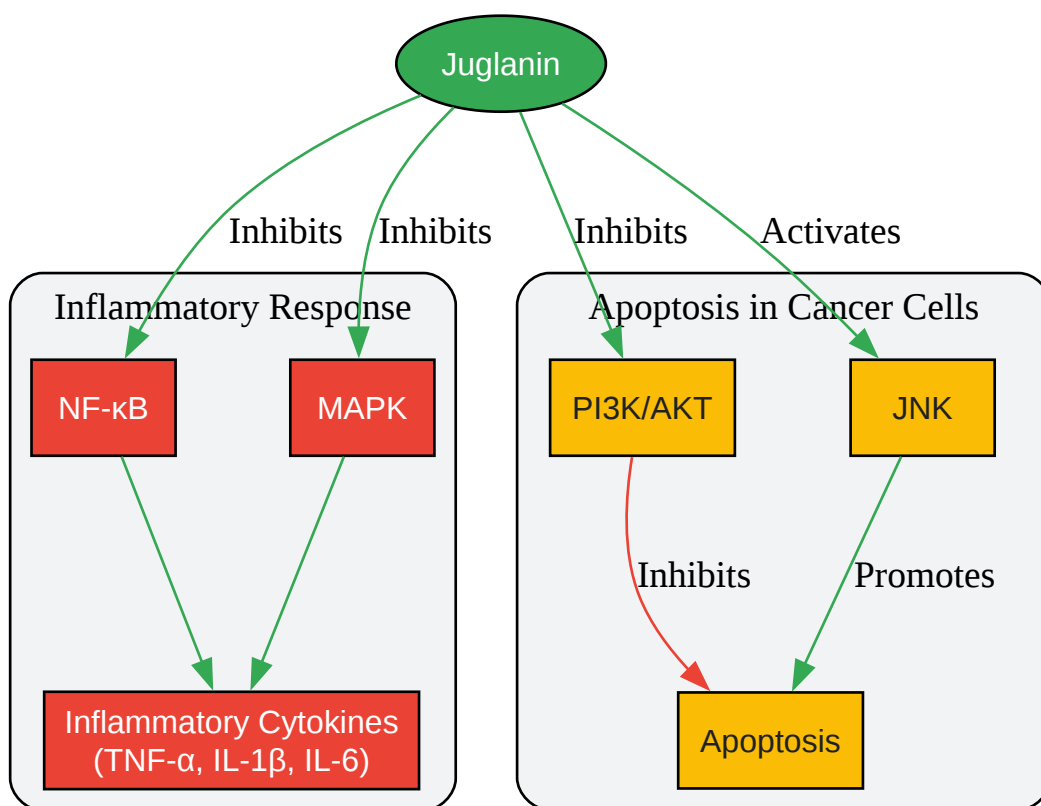 Juglanin
Inhibits
Inhibits
Inhibits
Activates
Inflammatory Response
Apoptosis in Cancer Cells
NF-κB
MAPK
PI3K/AKT
JNK
Inhibits
Promotes
Inflammatory Cytokines
(TNF-α, IL-1β, IL-6)
Apoptosis